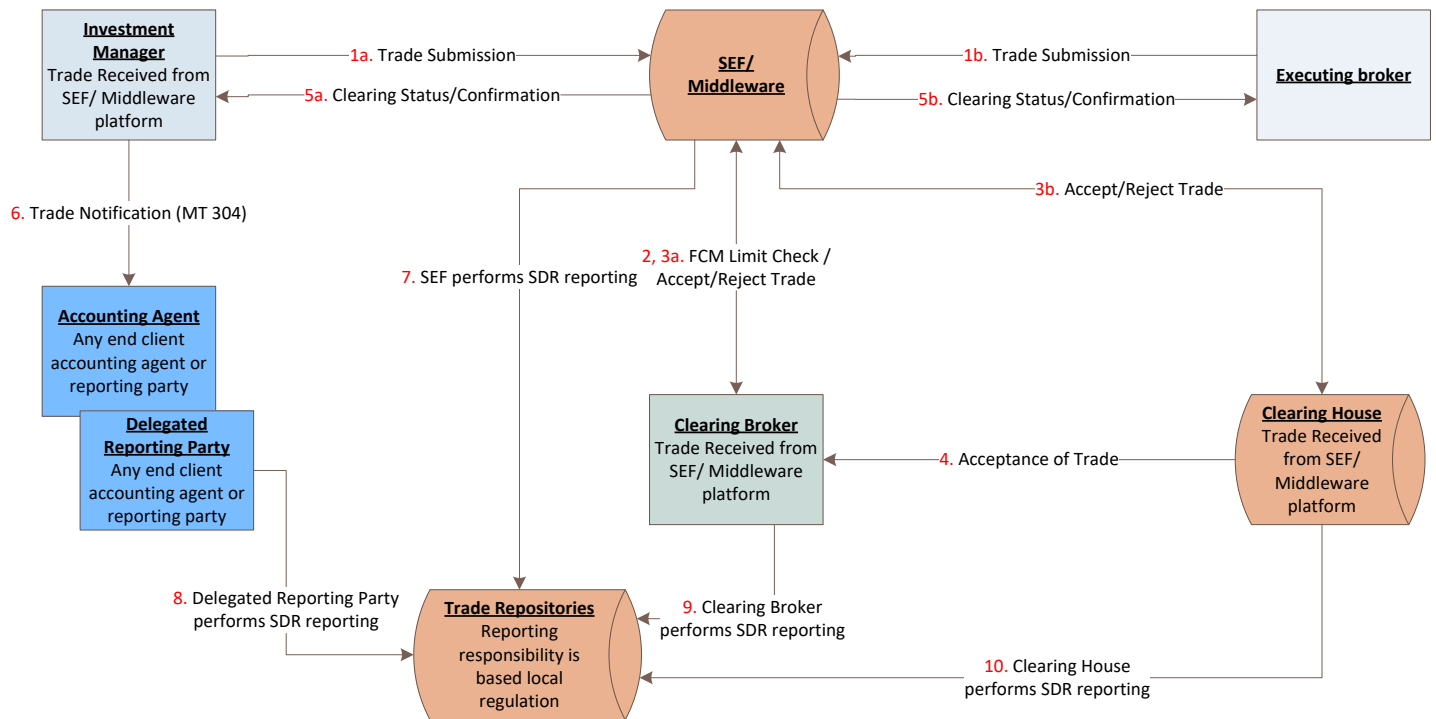 Investment
Manager
Trade Received from
SEF/ Middleware
platform
1a. Trade Submission
5a. Clearing Status/Confirmation
SEF/
Middleware
1b. Trade Submission
5b. Clearing Status/Confirmation
Executing broker
3b. Accept/Reject Trade
6. Trade Notification (MT 304)
7. SEF performs SDR reporting
2, 3a. FCM Limit Check /
Accept/Reject Trade
Accounting Agent
Any end client
accounting agent or
reporting party
Delegated
Reporting Party
Any end client
accounting agent or
reporting party
Clearing Broker
Trade Received from
SEF/ Middleware
platform
4. Acceptance of Trade
Clearing House
Trade Received
from SEF/
Middleware
platform
8. Delegated Reporting Party
performs SDR reporting
Trade Repositories
Reporting
responsibility is
based local
regulation
9. Clearing Broker
performs SDR reporting
10. Clearing House
performs SDR reporting